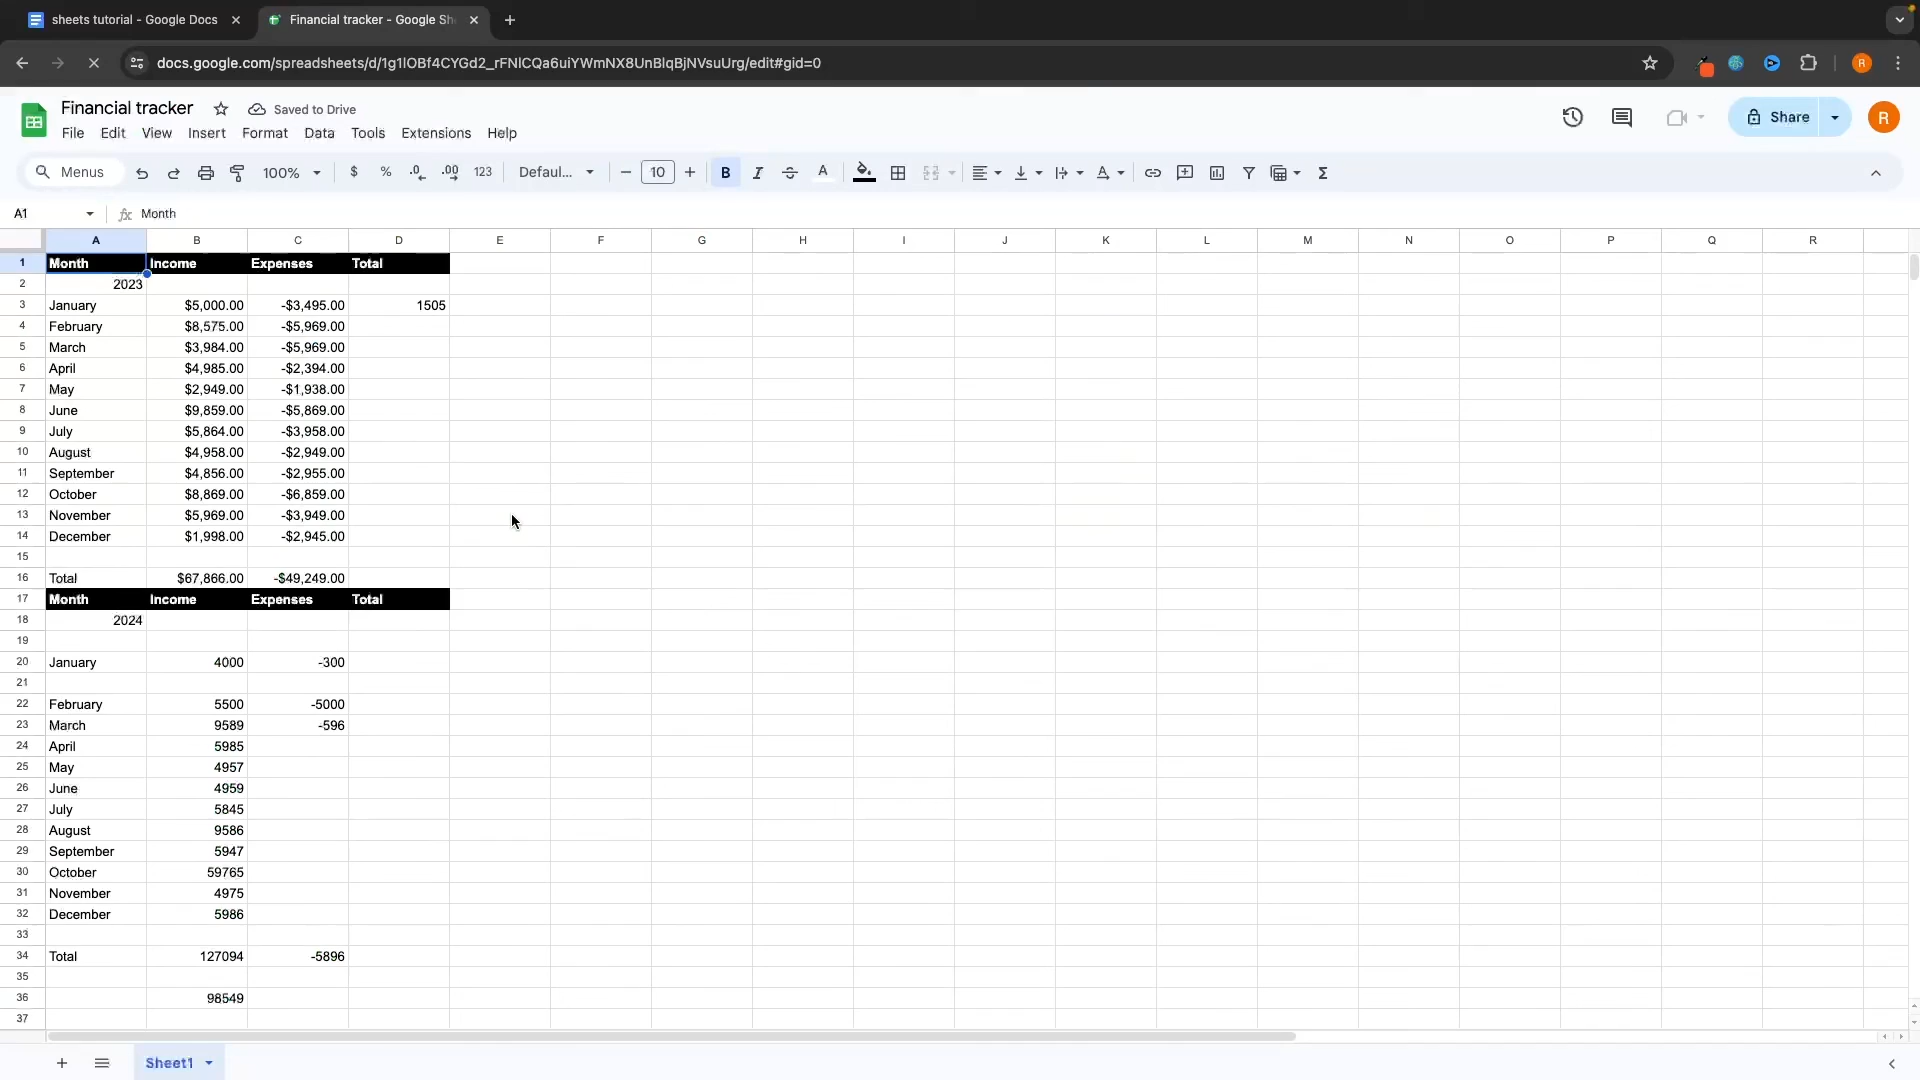 sheets tutorial - Google Docs
Financial tracker - Google Sh
docs.google.com/spreadsheets/d/1g1lOBf4CYGd2_rFNlCQa6uiYWmNX8UnBlqBjNVsuUrg/edit#gid=0
R
Financial tracker
Saved to Drive
Share
R
File Edit View Insert Format Data Tools Extensions Help
Menus 100% $ % .0 .00 123 Defaul... 10 B I A Σ
A1 fx Month
A B C D E F G H I J K L M N O P Q R
1 Month Income Expenses Total
2 2023
3 January $5,000.00 -$3,495.00 1505
4 February $8,575.00 -$5,969.00
5 March $3,984.00 -$5,969.00
6 April $4,985.00 -$2,394.00
7 May $2,949.00 -$1,938.00
8 June $9,859.00 -$5,869.00
9 July $5,864.00 -$3,958.00
10 August $4,958.00 -$2,949.00
11 September $4,856.00 -$2,955.00
12 October $8,869.00 -$6,859.00
13 November $5,969.00 -$3,949.00
14 December $1,998.00 -$2,945.00
15
16 Total $67,866.00 -$49,249.00
17 Month Income Expenses Total
18 2024
19
20 January 4000 -300
21
22 February 5500 -5000
23 March 9589 -596
24 April 5985
25 May 4957
26 June 4959
27 July 5845
28 August 9586
29 September 5947
30 October 59765
31 November 4975
32 December 5986
33
34 Total 127094 -5896
35
36 98549
37
Sheet1